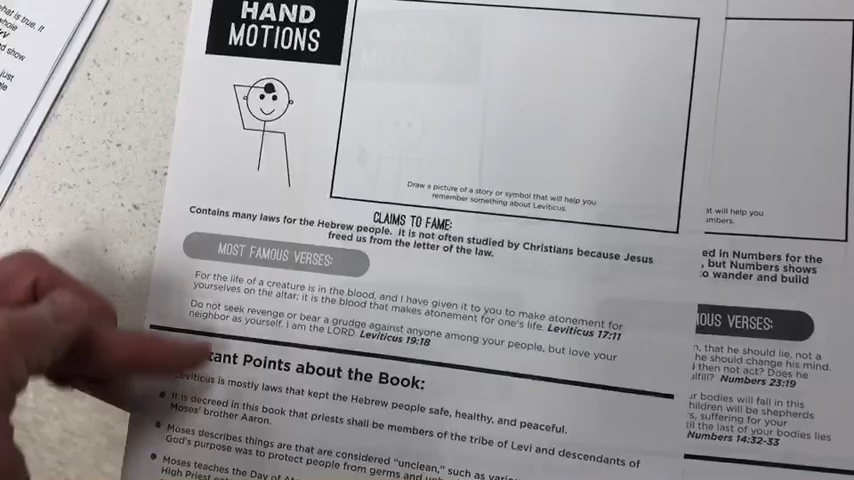 hat is true. It
whole
d show
just
HAND
MOTIONS
Draw a picture of a story or symbol that will help you
remember something about Leviticus.
CLAIMS TO FAME:
Contains many laws for the Hebrew people. It is not often studied by Christians because Jesus
freed us from the letter of the law.
MOST FAMOUS VERSES:
For the life of a creature is in the blood, and I have given it to you to make atonement for
yourselves on the altar; it is the blood that makes atonement for one's life. Leviticus 17:11
Do not seek revenge or bear a grudge against anyone among your people, but love your
neighbor as yourself. I am the LORD. Leviticus 19:18
tant Points about the Book:
Leviticus is mostly laws that kept the Hebrew people safe, healthy, and peaceful.
It is decreed in this book that priests shall be members of the tribe of Levi and descendants of
Moses' brother Aaron.
Moses describes things are that are considered "unclean," such as
God's purpose was to protect people from germs and
Moses teaches the Day of
High Priest
will help you
umbers.
ed in Numbers for the
, but Numbers shows
o wander and build
OUS VERSES:
n, that he should lie, not a
he should change his mind.
then not act? Does he
ulfill? Numbers 23:19
ur bodies will fall in this
hildren will be shepherds
s, suffering for your
til the last of your bodies lies
Numbers 14:32-33